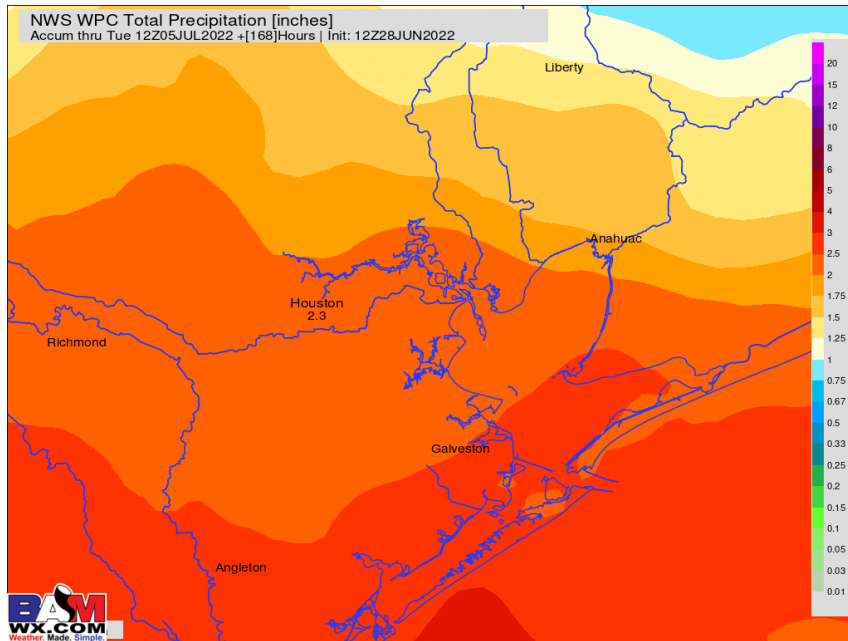 NWS WPC Total Precipitation [inches]
Accum thru Tue 12Z05JUL2022 +[168]Hours | Init: 12Z28JUN2022
Liberty
Anahuac
Houston
2.3
Richmond
Galveston
Angleton
20
15
12
10
8
6
5
4
3
2.5
2
1.75
1.5
1.25
1
0.75
0.67
0.5
0.33
0.25
0.2
0.15
0.1
0.05
0.03
0.01
BAM
WX.COM
Weather. Made. Simple.